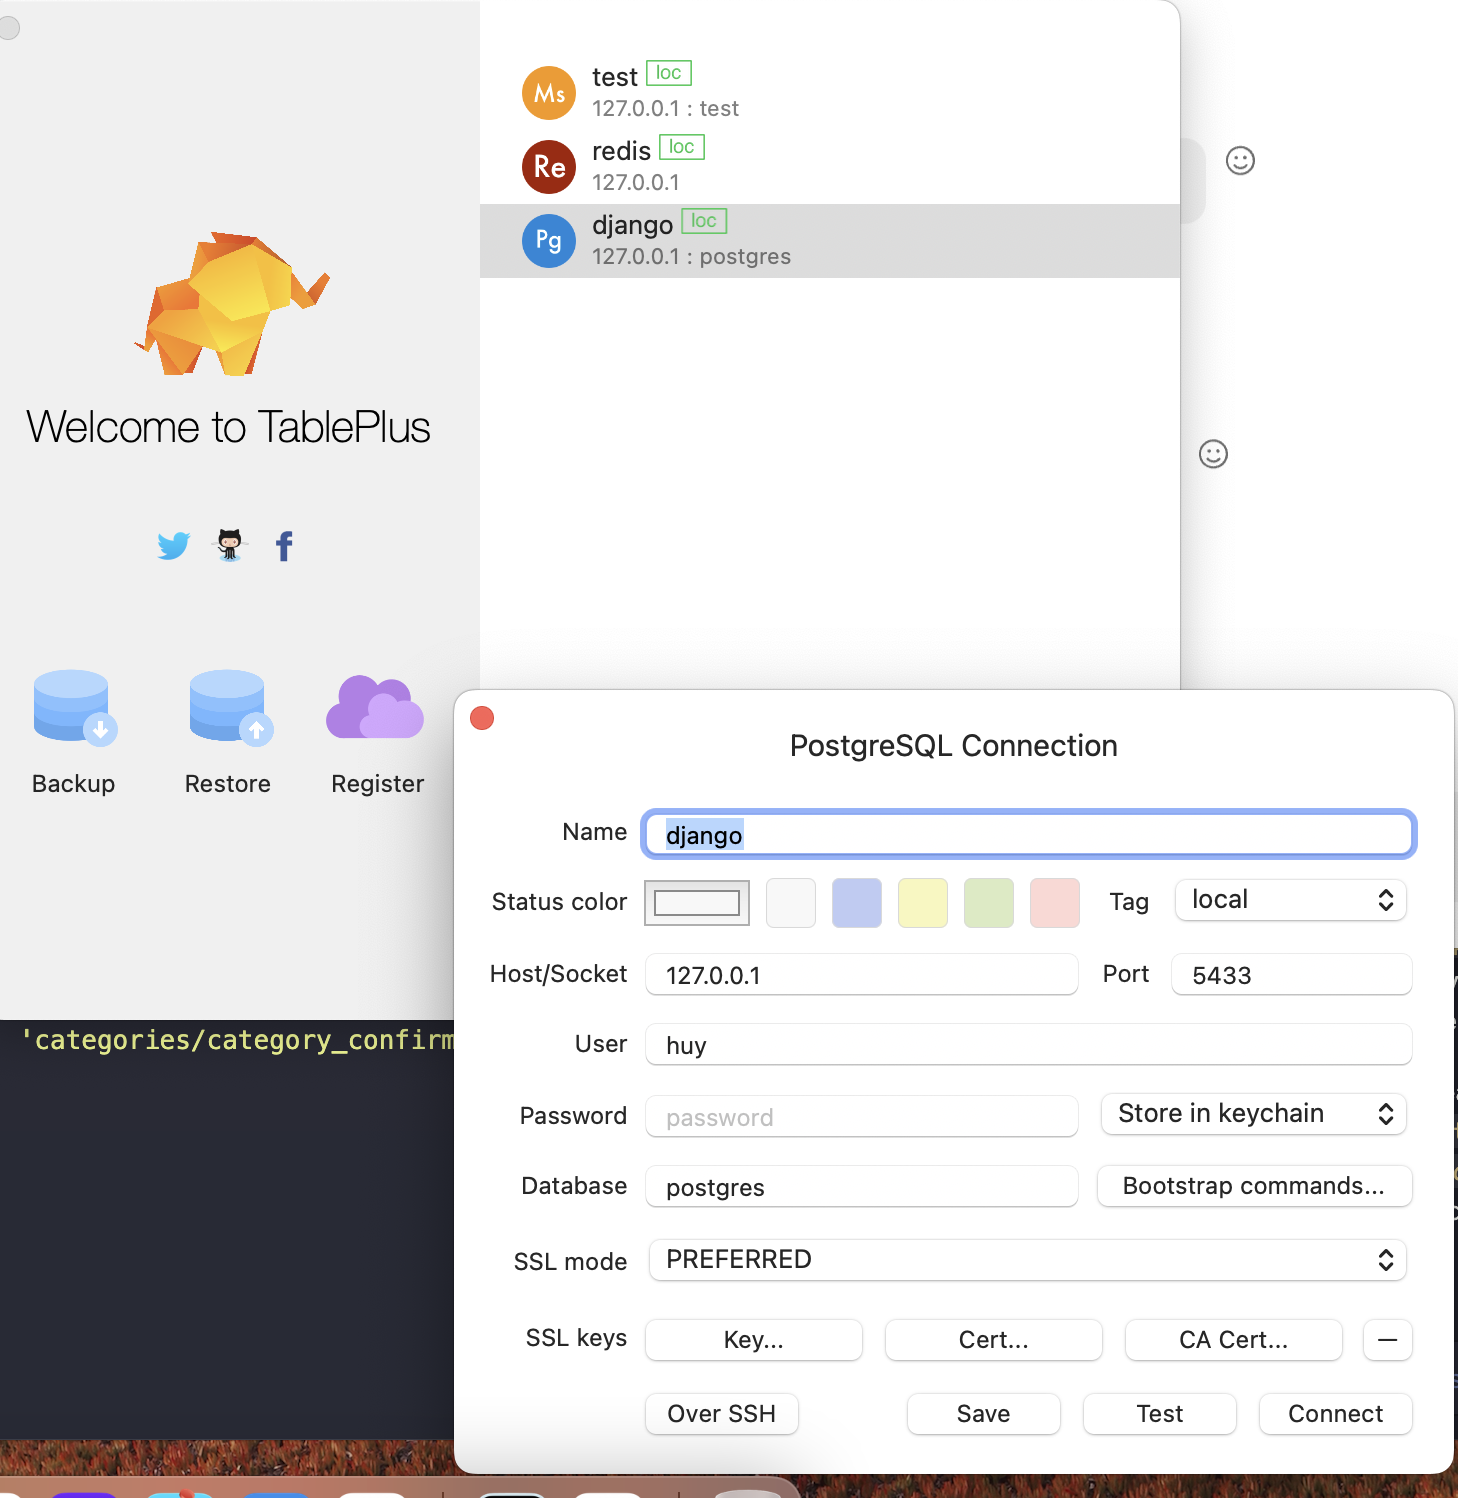 Ms
test loc
127.0.0.1 : test
Re
redis loc
127.0.0.1
Pg
django loc
127.0.0.1 : postgres
Welcome to TablePlus
Backup
Restore
Register
'categories/category_confirm
PostgreSQL Connection
Name django
Status color
Tag local
Host/Socket 127.0.0.1 Port 5433
User huy
Password password Store in keychain
Database postgres Bootstrap commands...
SSL mode PREFERRED
SSL keys Key... Cert... CA Cert...
Over SSH Save Test Connect